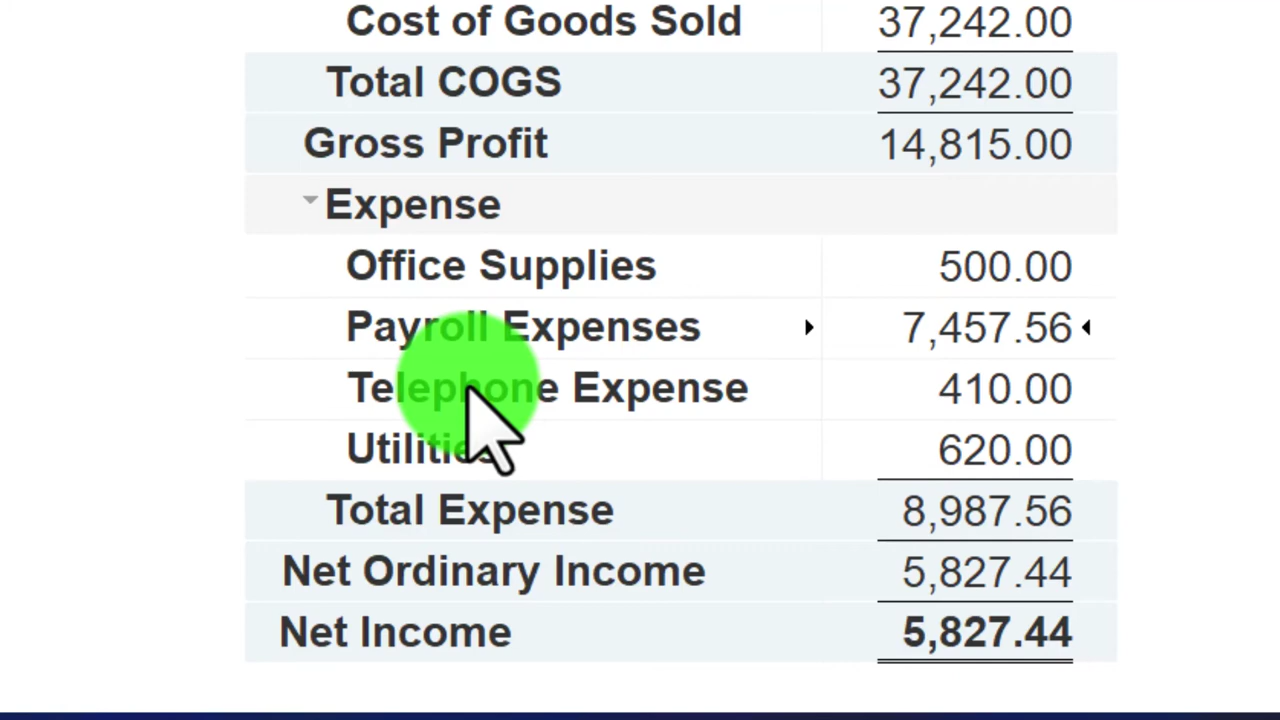 Cost of Goods Sold 37,242.00
Total COGS 37,242.00
Gross Profit 14,815.00
Expense
Office Supplies 500.00
Payroll Expenses 7,457.56
Telephone Expense 410.00
Utilities 620.00
Total Expense 8,987.56
Net Ordinary Income 5,827.44
Net Income 5,827.44